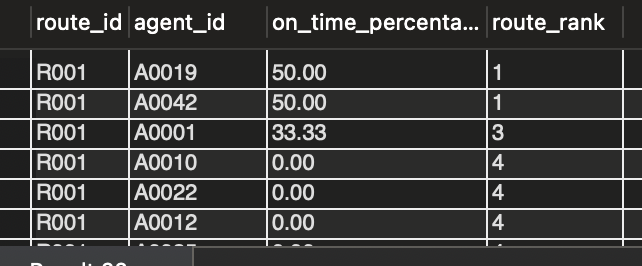 route_id agent_id on_time_percenta... route_rank
R001 A0019 50.00 1
R001 A0042 50.00 1
R001 A0001 33.33 3
R001 A0010 0.00 4
R001 A0022 0.00 4
R001 A0012 0.00 4